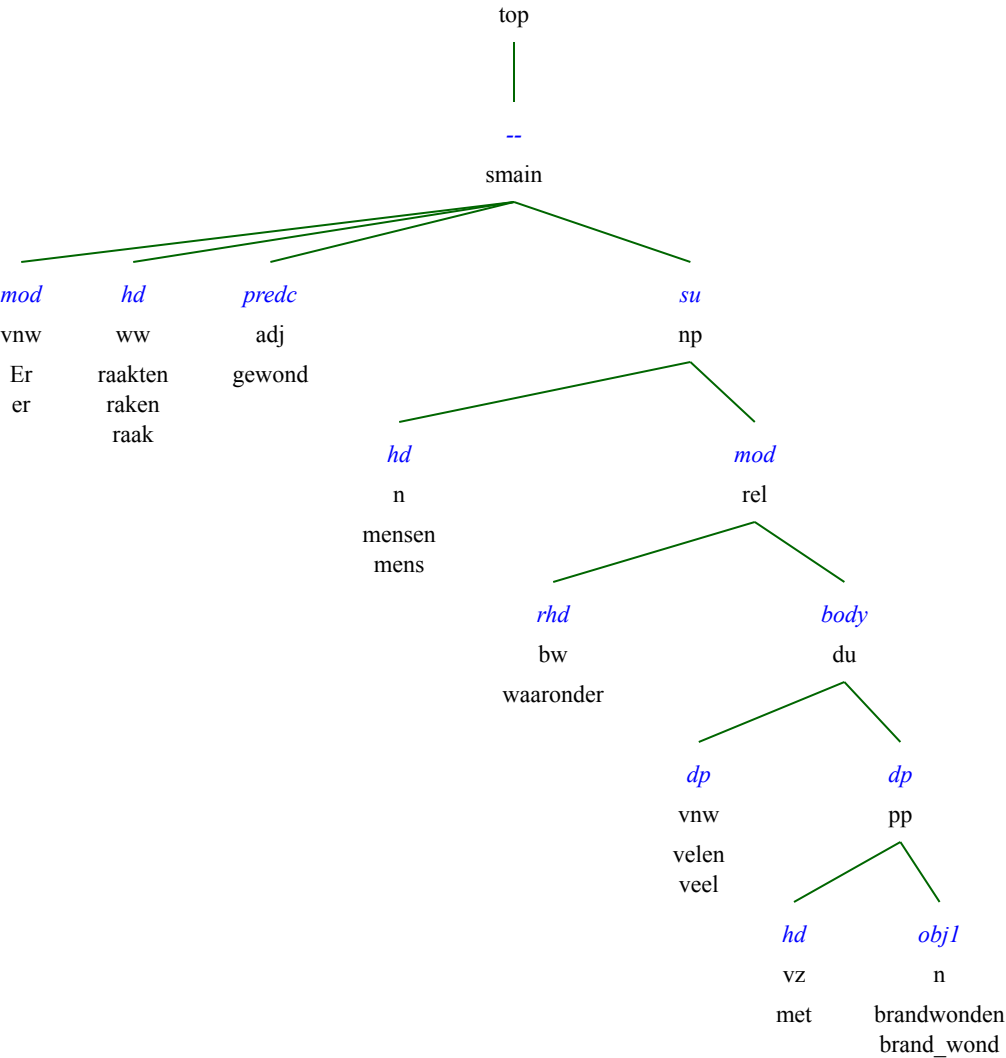 top
--
smain
mod hd predc su
vnw ww adj np
Er raakten gewond
er raken
raak
hd mod
n rel
mensen
mens
rhd body
bw du
waaronder
dp dp
vnw pp
velen
veel
hd obj1
vz n
met brandwonden
brand_wond